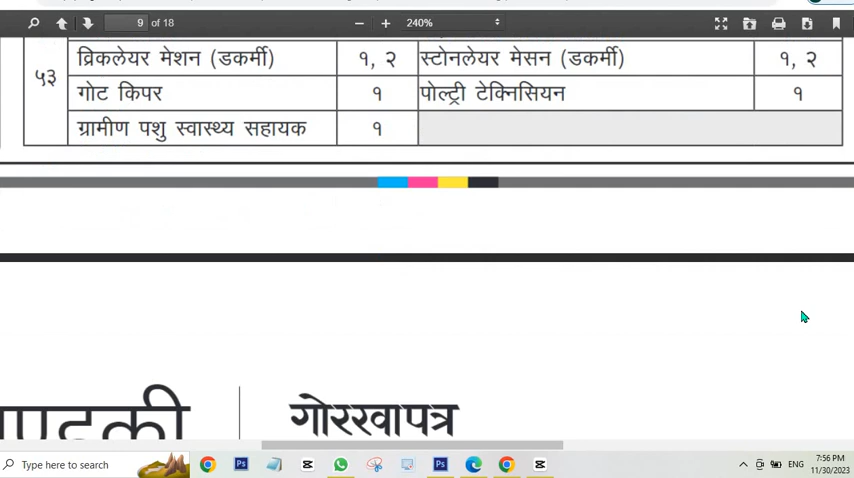 9 of 18
240%
ब्रिकलेयर मेशन (डकर्मी) १, २ स्टोनलेयर मेसन (डकर्मी) १, २
५३
गोट किपर १ पोल्ट्री टेक्निसियन १
ग्रामीण पशु स्वास्थ्य सहायक १
गोरखापत्र
Type here to search
Ps
Ps
ENG
7:56 PM
11/30/2023